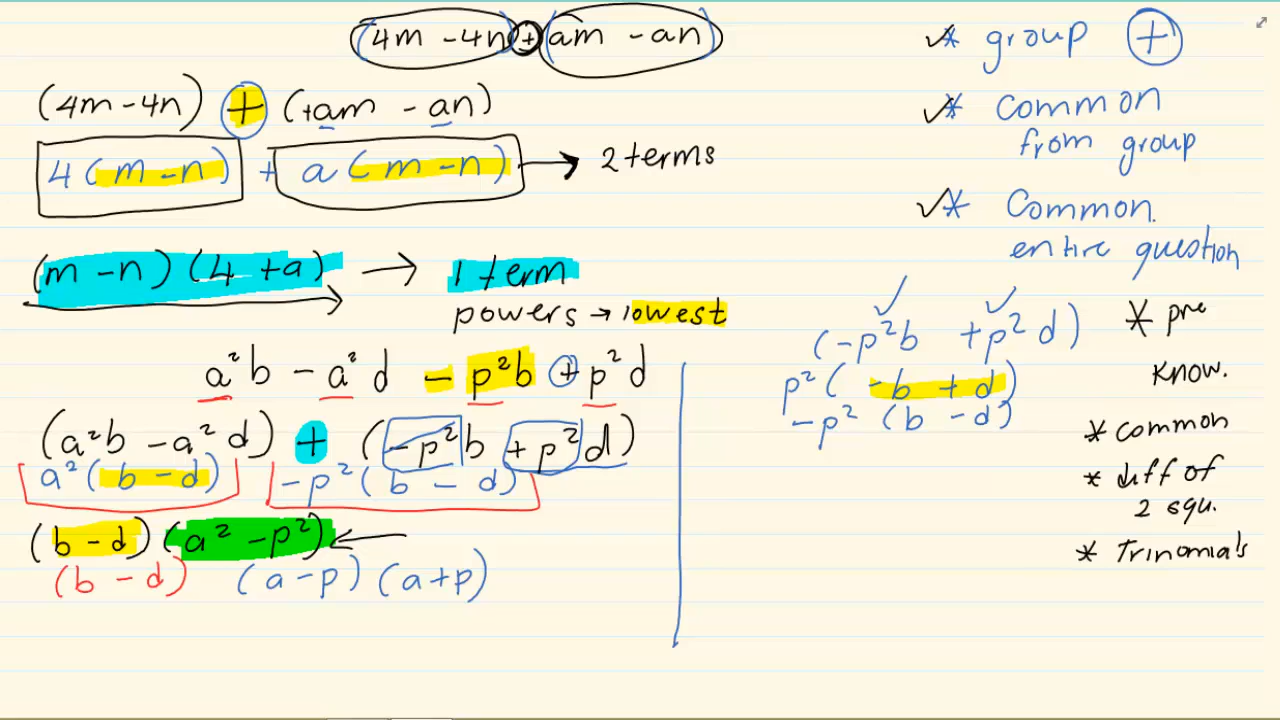 (4m - 4n) + (am - an)
(4m - 4n) + (+am - an)
4 (m - n) + a (m - n) → 2 terms
(m - n) (4 + a) → 1 term
powers → lowest
a²b - a²d - p²b + p²d
(a²b - a²d) + (-p²b + p²d)
a² (b - d) -p² (b - d)
(b - d) (a² - p²) ←
(b - d) (a - p) (a + p)
✓* group +
✓* Common
from group
✓* Common.
entire question
✓ ✓
(-p²b + p²d)
p² (-b + d)
-p² (b - d)
* pre
know.
* common
* diff of
2 squ.
* Trinomials